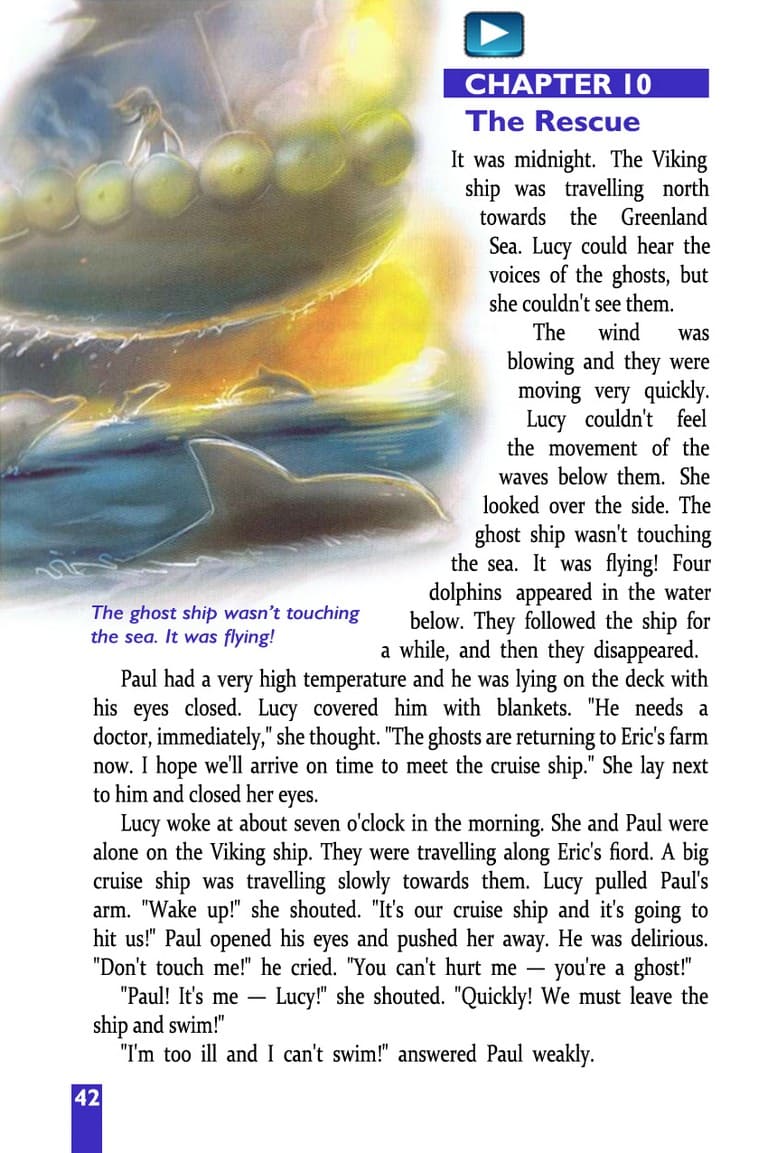 CHAPTER 10
The Rescue
It was midnight. The Viking
ship was travelling north
towards the Greenland
Sea. Lucy could hear the
voices of the ghosts, but
she couldn't see them.
The wind was
blowing and they were
moving very quickly.
Lucy couldn't feel
the movement of the
waves below them. She
looked over the side. The
ghost ship wasn't touching
the sea. It was flying! Four
dolphins appeared in the water
below. They followed the ship for
a while, and then they disappeared.
The ghost ship wasn't touching
the sea. It was flying!
Paul had a very high temperature and he was lying on the deck with
his eyes closed. Lucy covered him with blankets. "He needs a
doctor, immediately," she thought. "The ghosts are returning to Eric's farm
now. I hope we'll arrive on time to meet the cruise ship." She lay next
to him and closed her eyes.
Lucy woke at about seven o'clock in the morning. She and Paul were
alone on the Viking ship. They were travelling along Eric's fiord. A big
cruise ship was travelling slowly towards them. Lucy pulled Paul's
arm. "Wake up!" she shouted. "It's our cruise ship and it's going to
hit us!" Paul opened his eyes and pushed her away. He was delirious.
"Don't touch me!" he cried. "You can't hurt me — you're a ghost!"
"Paul! It's me — Lucy!" she shouted. "Quickly! We must leave the
ship and swim!"
"I'm too ill and I can't swim!" answered Paul weakly.
42